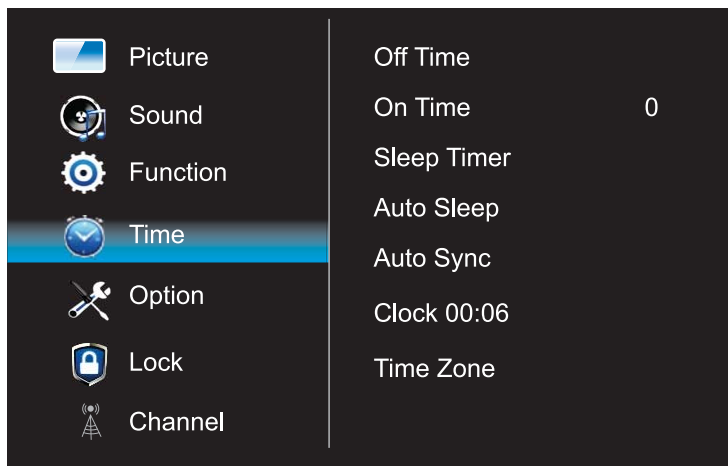 Picture
Sound
Function
Time
Option
Lock
Channel
Off Time
On Time 0
Sleep Timer
Auto Sleep
Auto Sync
Clock 00:06
Time Zone